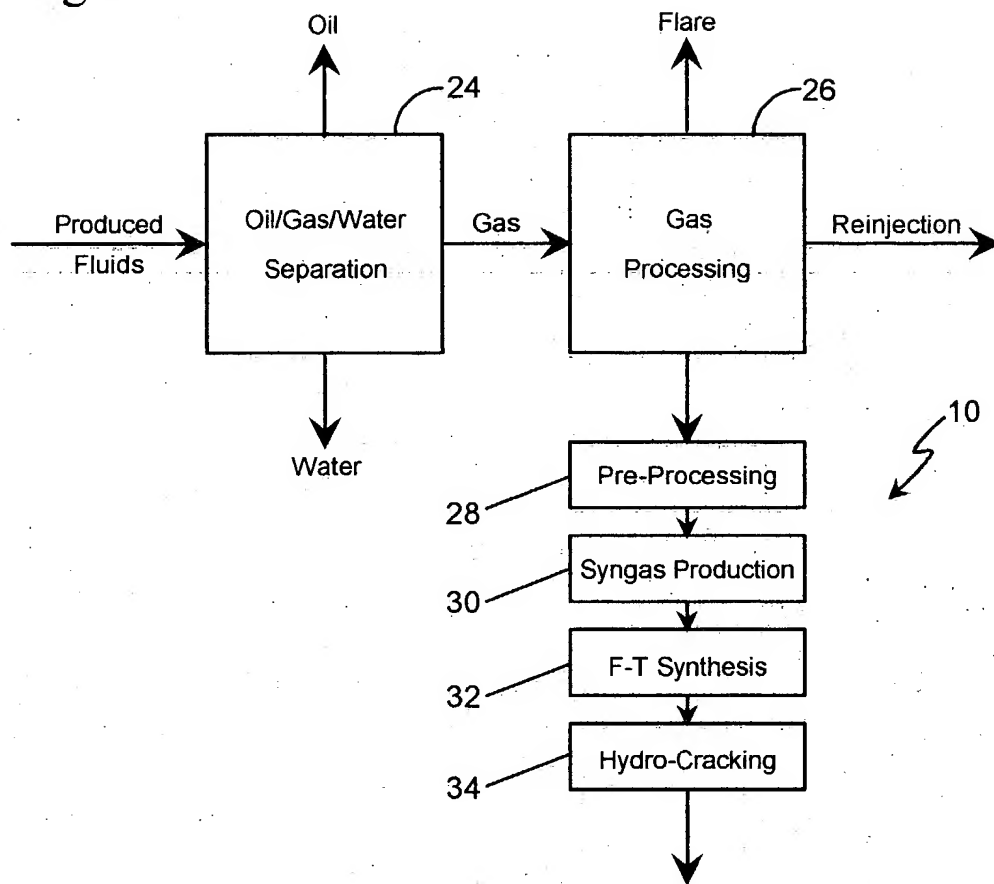 Oil
Flare
24
26
Produced
Fluids
Oil/Gas/Water
Separation
Gas
Gas
Processing
Reinjection
Water
10
Pre-Processing
28
Syngas Production
30
F-T Synthesis
32
Hydro-Cracking
34